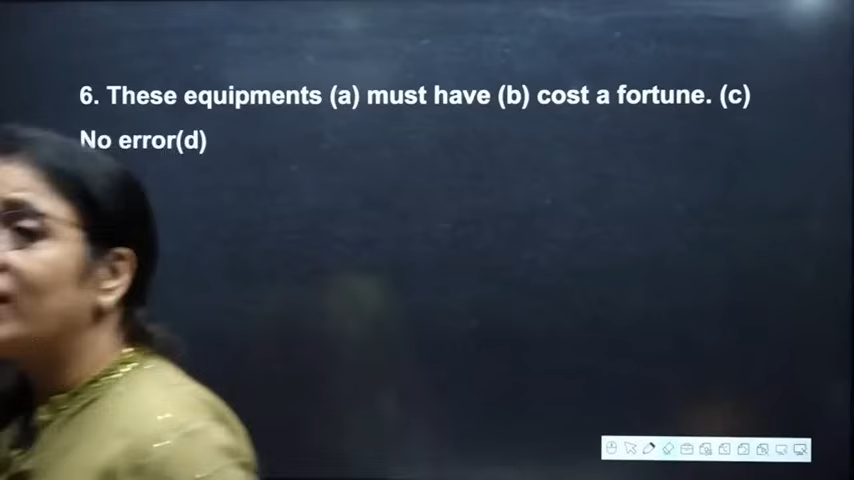 6. These equipments (a) must have (b) cost a fortune. (c)
No error(d)